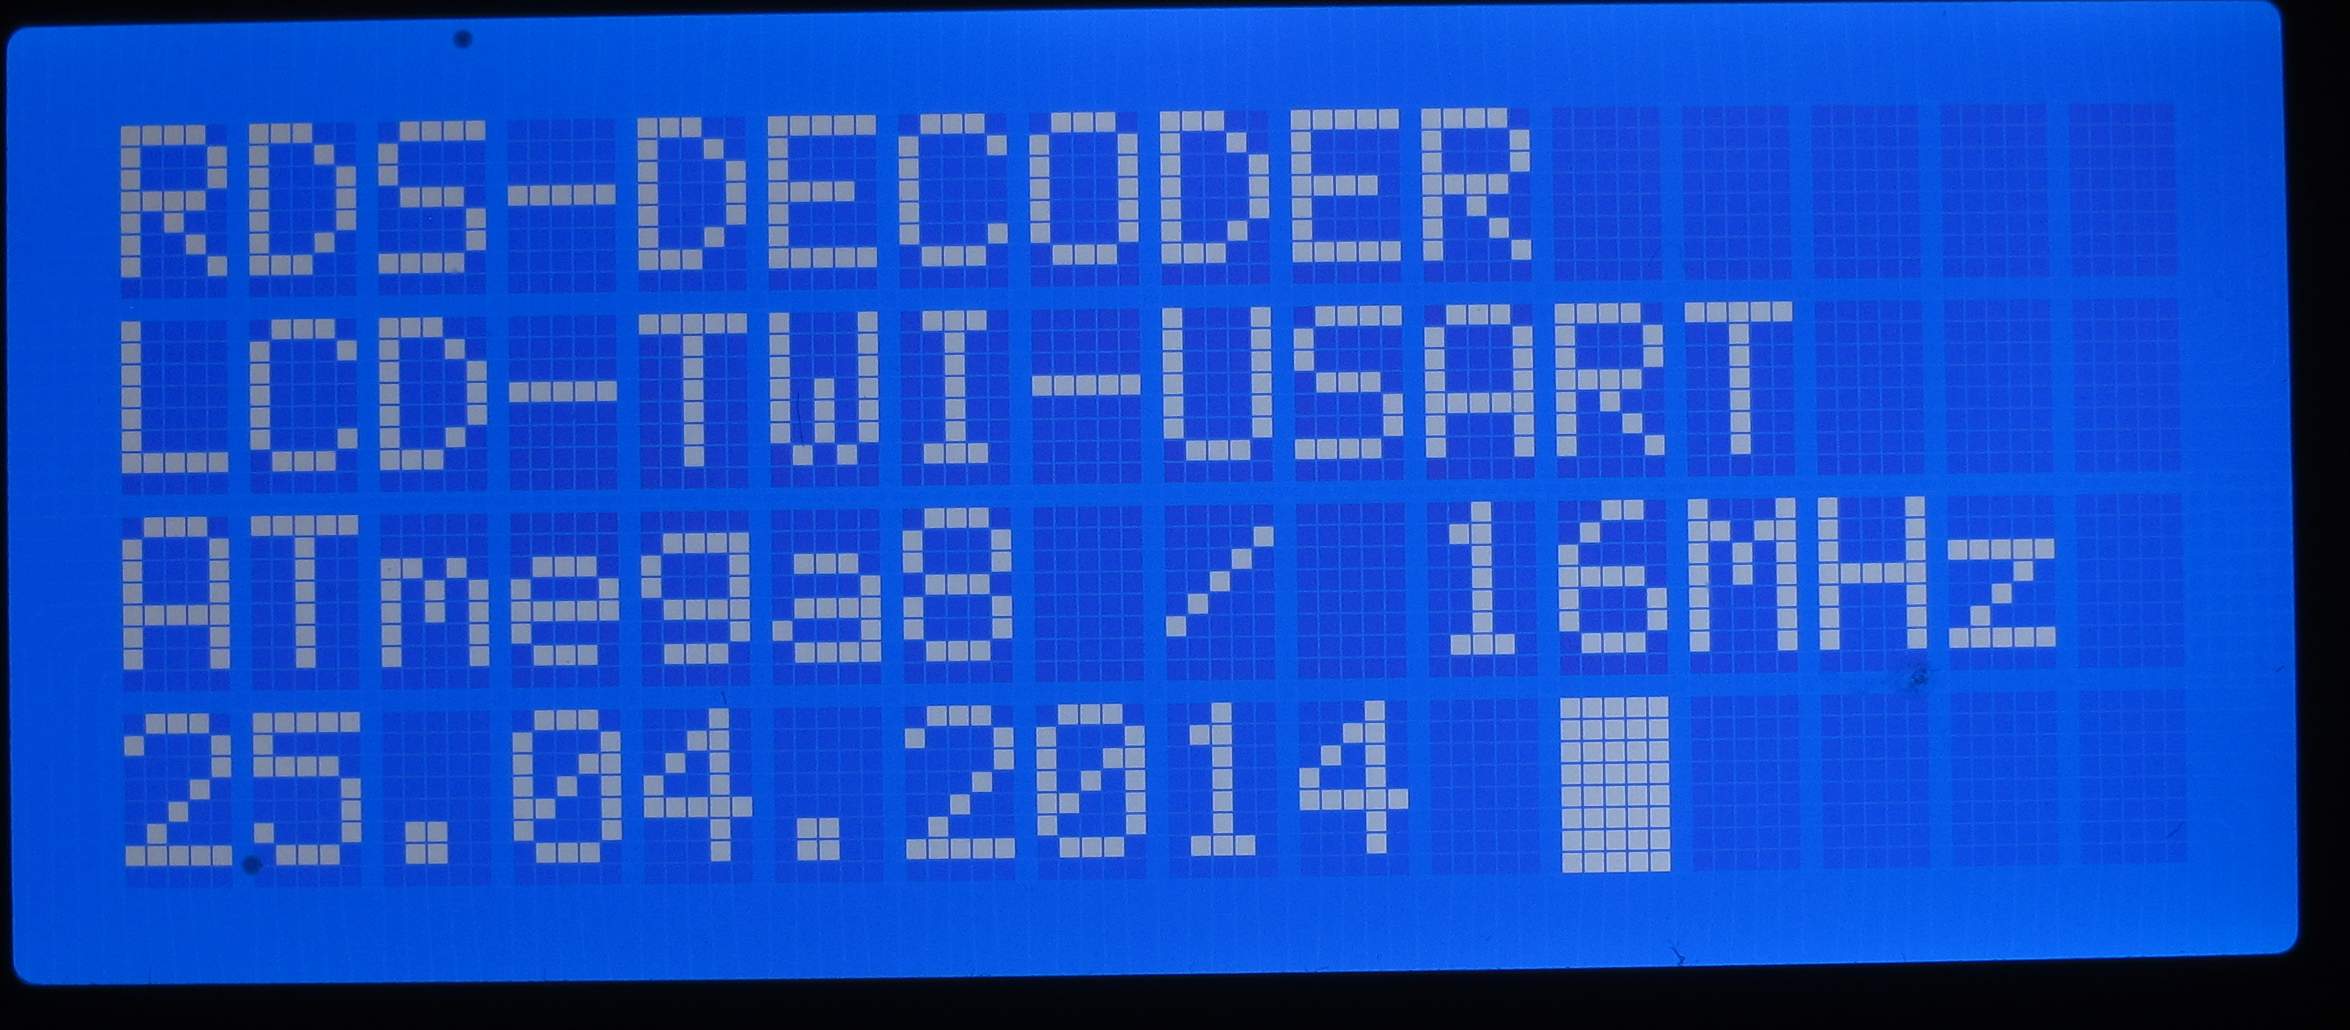 RDS-DECODER
LCD-TWI-USART
ATmega8 / 16MHz
25.04.2014 █